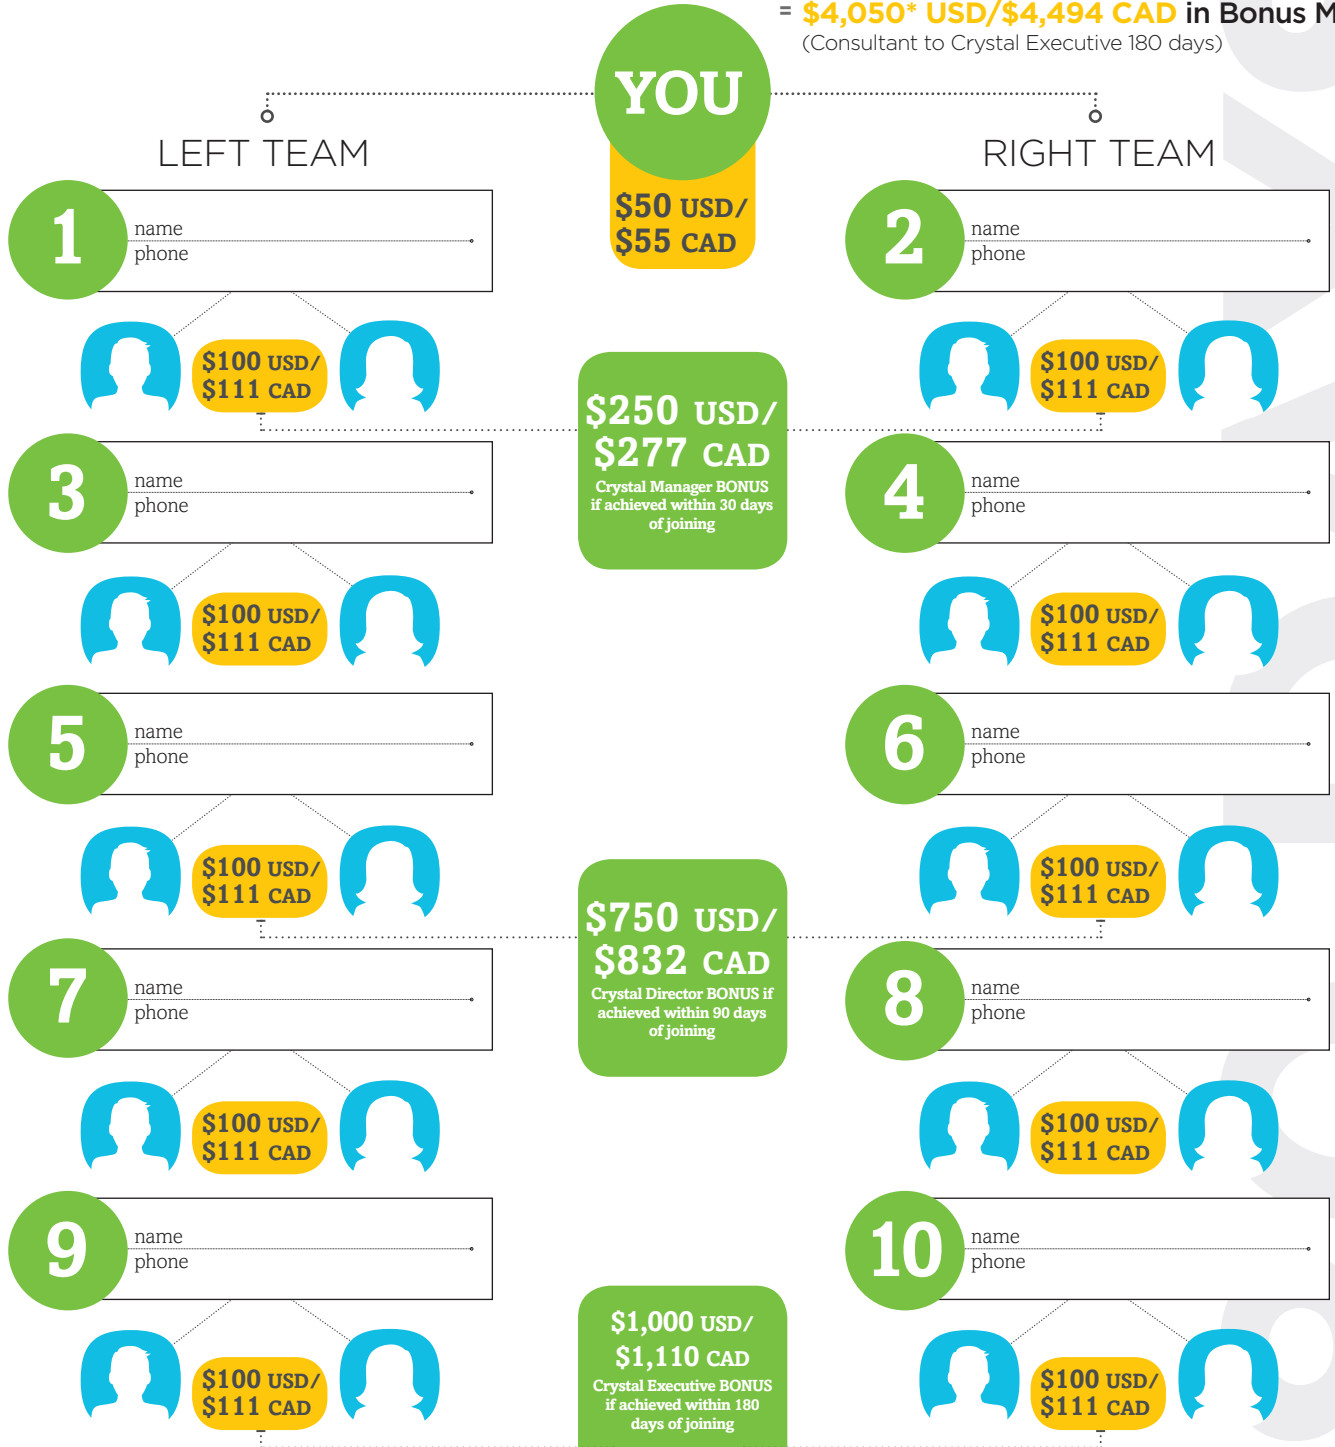 = $4,050* USD/$4,494 CAD in Bonus M
(Consultant to Crystal Executive 180 days)
YOU
LEFT TEAM
RIGHT TEAM
$50 USD/
$55 CAD
1
name
phone
2
name
phone
$100 USD/
$111 CAD
$100 USD/
$111 CAD
$250 USD/
$277 CAD
Crystal Manager BONUS
if achieved within 30 days
of joining
3
name
phone
4
name
phone
$100 USD/
$111 CAD
$100 USD/
$111 CAD
5
name
phone
6
name
phone
$100 USD/
$111 CAD
$100 USD/
$111 CAD
$750 USD/
$832 CAD
Crystal Director BONUS if
achieved within 90 days
of joining
7
name
phone
8
name
phone
$100 USD/
$111 CAD
$100 USD/
$111 CAD
9
name
phone
10
name
phone
$1,000 USD/
$1,110 CAD
Crystal Executive BONUS
if achieved within 180
days of joining
$100 USD/
$111 CAD
$100 USD/
$111 CAD